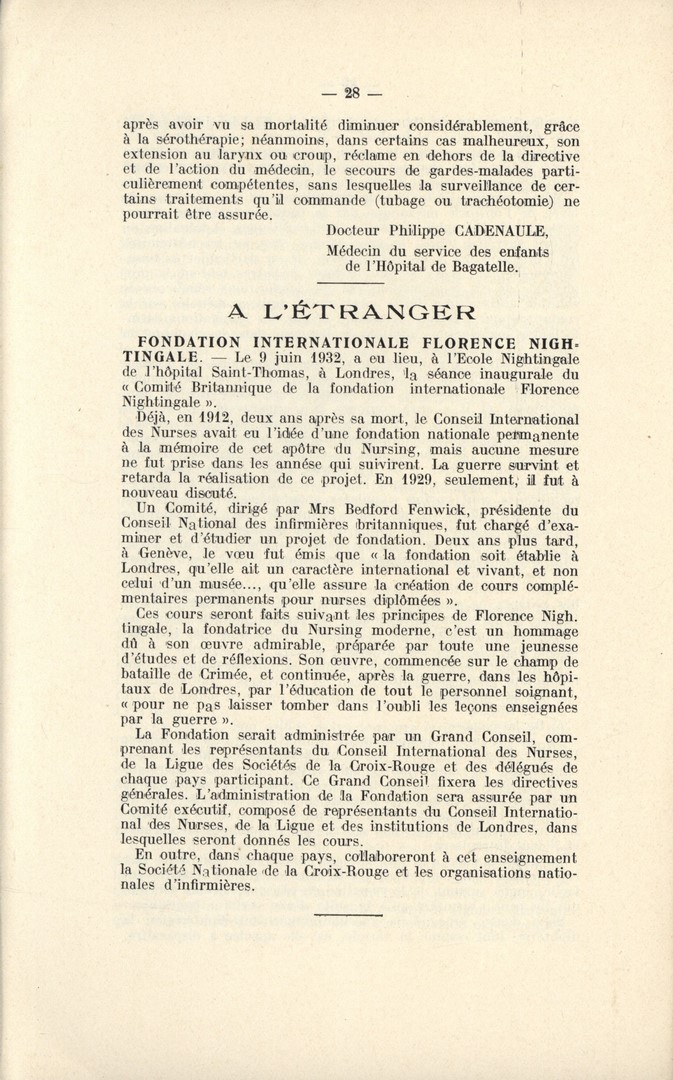 — 28 —
après avoir vu sa mortalité diminuer considérablement, grâce
à la sérothérapie; néanmoins, dans certains cas malheureux, son
extension au larynx ou croup, réclame en dehors de la directive
et de l'action du médecin, le secours de gardes-malades parti-
culièrement compétentes, sans lesquelles la surveillance de cer-
tains traitements qu'il commande (tubage ou trachéotomie) ne
pourrait être assurée.
Docteur Philippe CADENAULE,
Médecin du service des enfants
de l'Hôpital de Bagatelle.
A L'ÉTRANGER
FONDATION INTERNATIONALE FLORENCE NIGH-
TINGALE. — Le 9 juin 1932, a eu lieu, à l'Ecole Nightingale
de l'hôpital Saint-Thomas, à Londres, la séance inaugurale du
« Comité Britannique de la fondation internationale Florence
Nightingale ».
Déjà, en 1912, deux ans après sa mort, le Conseil International
des Nurses avait eu l'idée d'une fondation nationale permanente
à la mémoire de cet apôtre du Nursing, mais aucune mesure
ne fut prise dans les annése qui suivirent. La guerre survint et
retarda la réalisation de ce projet. En 1929, seulement, il fut à
nouveau discuté.
Un Comité, dirigé par Mrs Bedford Fenwick, présidente du
Conseil National des infirmières britanniques, fut chargé d'exa-
miner et d'étudier un projet de fondation. Deux ans plus tard,
à Genève, le vœu fut émis que « la fondation soit établie à
Londres, qu'elle ait un caractère international et vivant, et non
celui d'un musée..., qu'elle assure la création de cours complé-
mentaires permanents pour nurses diplômées ».
Ces cours seront faits suivant les principes de Florence Nigh.
tingale, la fondatrice du Nursing moderne, c'est un hommage
dû à son œuvre admirable, préparée par toute une jeunesse
d'études et de réflexions. Son œuvre, commencée sur le champ de
bataille de Crimée, et continuée, après la guerre, dans les hôpi-
taux de Londres, par l'éducation de tout le personnel soignant,
« pour ne pas laisser tomber dans l'oubli les leçons enseignées
par la guerre ».
La Fondation serait administrée par un Grand Conseil, com-
prenant les représentants du Conseil International des Nurses,
de la Ligue des Sociétés de la Croix-Rouge et des délégués de
chaque pays participant. Ce Grand Conseil fixera les directives
générales. L'administration de la Fondation sera assurée par un
Comité exécutif, composé de représentants du Conseil Internatio-
nal des Nurses, de la Ligue et des institutions de Londres, dans
lesquelles seront donnés les cours.
En outre, dans chaque pays, collaboreront à cet enseignement
la Société Nationale de la Croix-Rouge et les organisations natio-
nales d'infirmières.